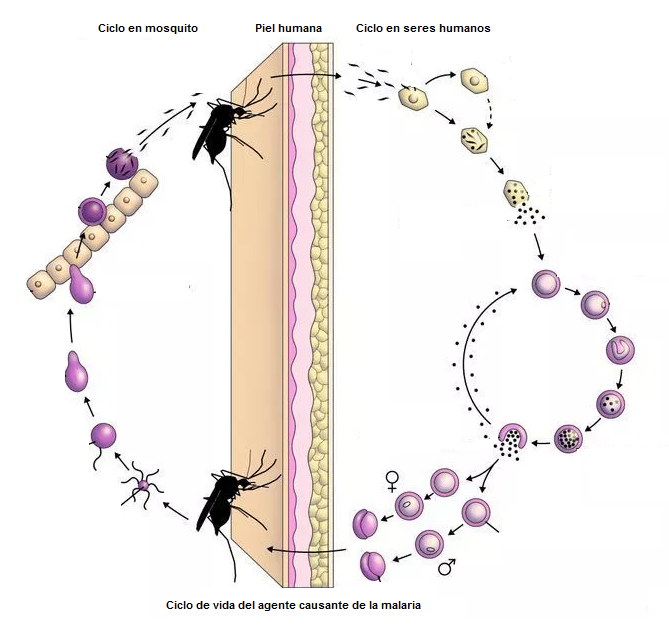 Ciclo en mosquito
Piel humana
Ciclo en seres humanos
♀
♂
Ciclo de vida del agente causante de la malaria